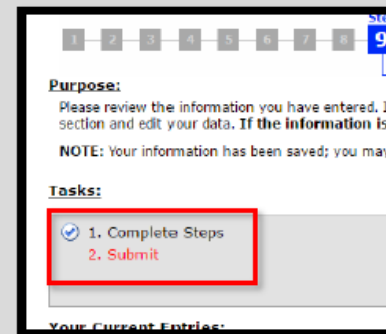 Ste
1 2 3 4 5 6 7 8 9
Purpose:
Please review the information you have entered. I
section and edit your data. If the information is
NOTE: Your information has been saved; you may
Tasks:
1. Complete Steps
2. Submit
Your Current Entries: